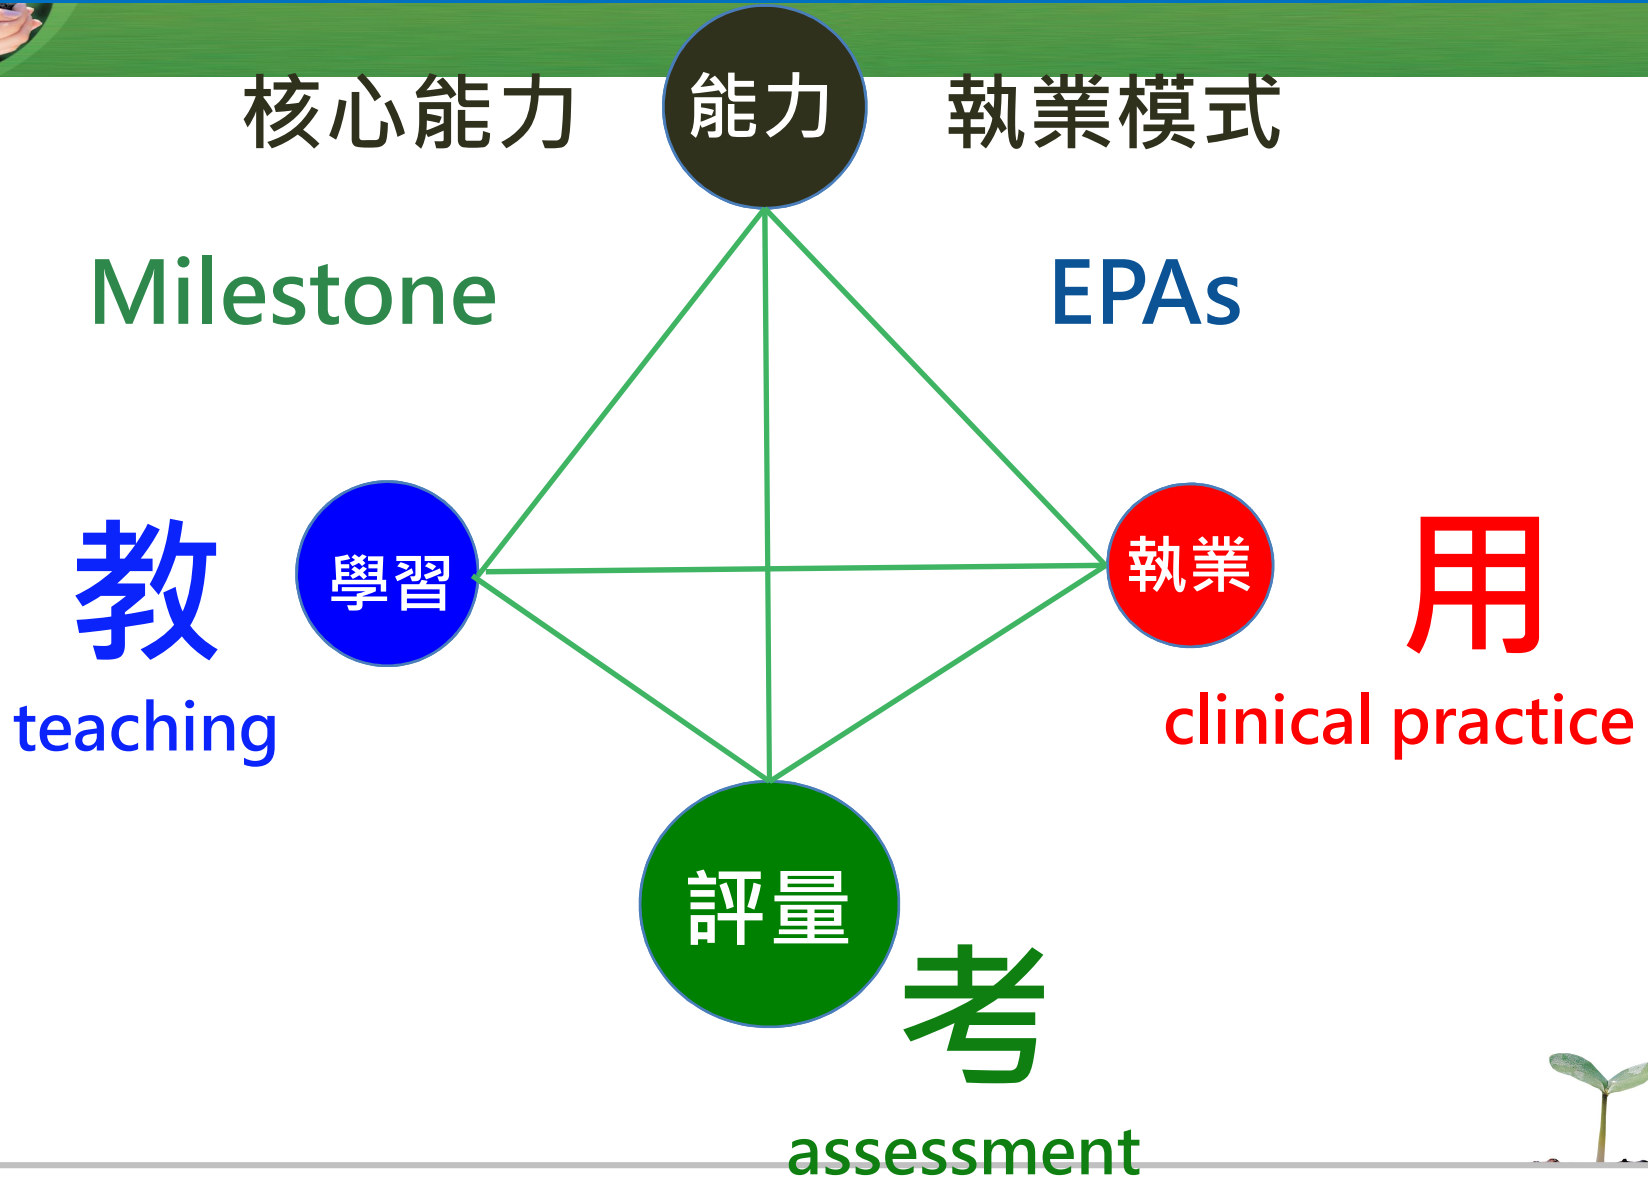 核心能力 能力 執業模式
Milestone EPAs
教 學習 執業 用
teaching clinical practice
評量
考
assessment